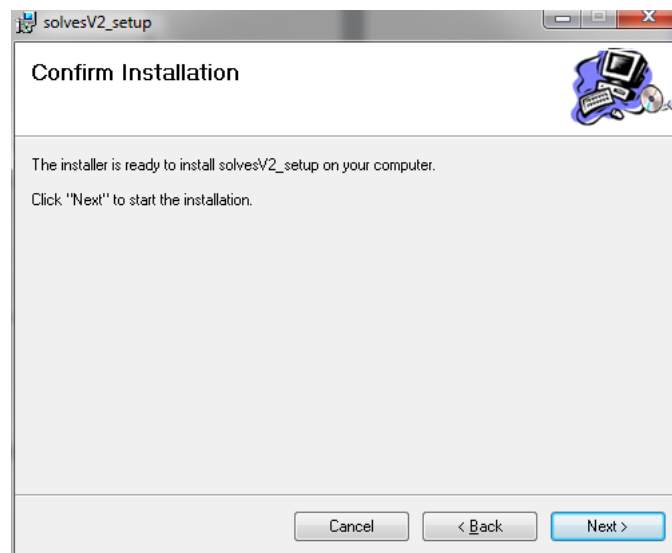 solvesV2_setup
Confirm Installation
The installer is ready to install solvesV2_setup on your computer.
Click "Next" to start the installation.
Cancel
< Back
Next >